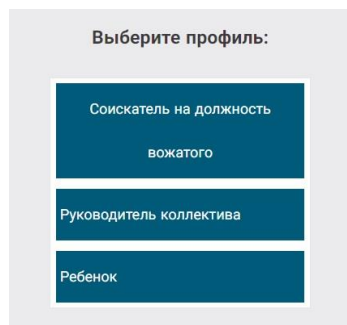 Выберите профиль:
Соискатель на должность
вожатого
Руководитель коллектива
Ребенок